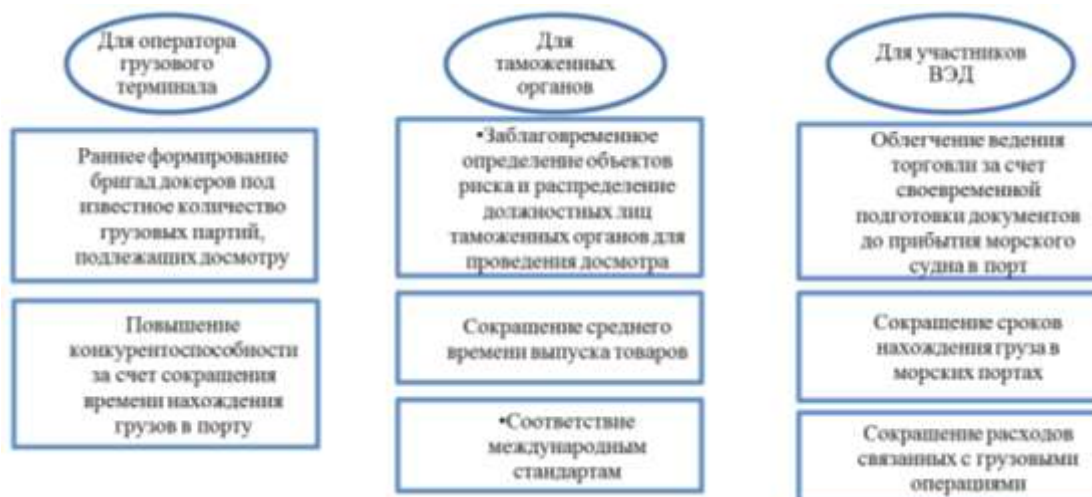 Для оператора
грузового
терминала
Раннее формирование
бригад докеров под
известное количество
грузовых партий,
подлежащих досмотру
Повышение
конкурентоспособности
за счет сокращения
времени нахождения
грузов в порту
Для
таможенных
органов
•Заблаговременное
определение объектов
риска и распределение
должностных лиц
таможенных органов для
проведения досмотра
Сокрашение среднего
времени выпуска товаров
•Соответствие
международным
стандартам
Для участников
ВЭД
Облегчение ведения
торговли за счет
своевременной
подготовки документов
до прибытия морского
судна в порт
Сокрашение сроков
нахождения груза в
морских портах
Сокрашение расходов
связанных с грузовыми
операциями